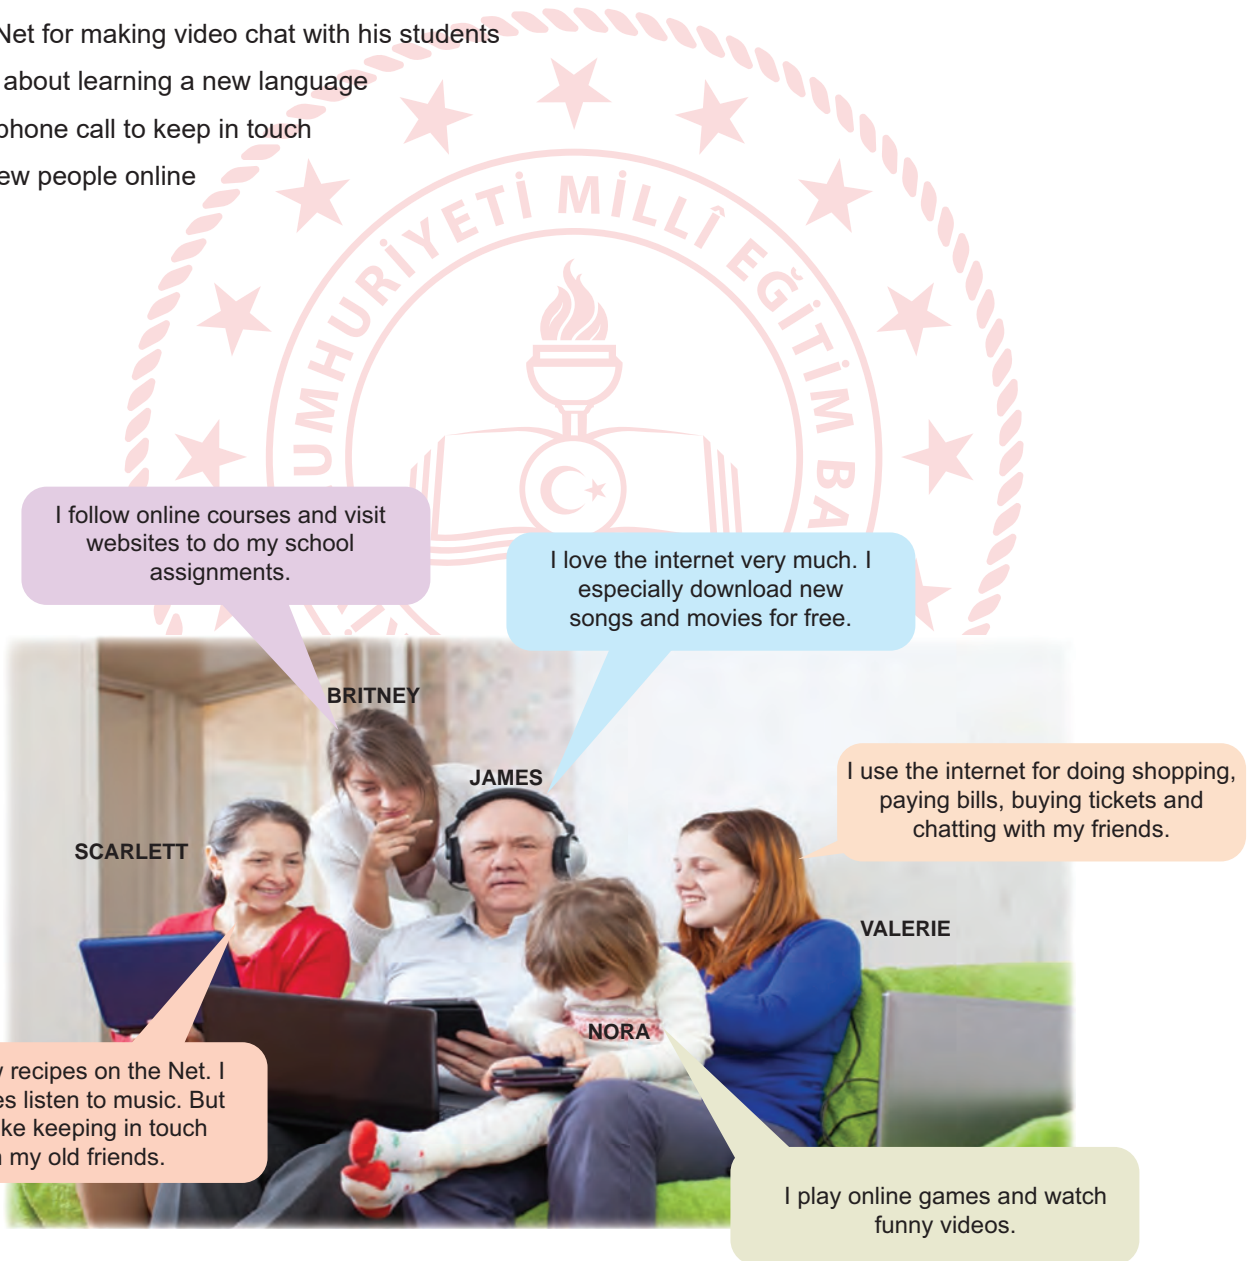 Net for making video chat with his students
about learning a new language
phone call to keep in touch
new people online
UMHURİYETİ MİLLÎ EĞİTİM BA
I follow online courses and visit
websites to do my school
assignments.
I love the internet very much. I
especially download new
songs and movies for free.
BRITNEY
JAMES
I use the internet for doing shopping,
paying bills, buying tickets and
chatting with my friends.
SCARLETT
VALERIE
NORA
recipes on the Net. I
listen to music. But
keeping in touch
my old friends.
I play online games and watch
funny videos.